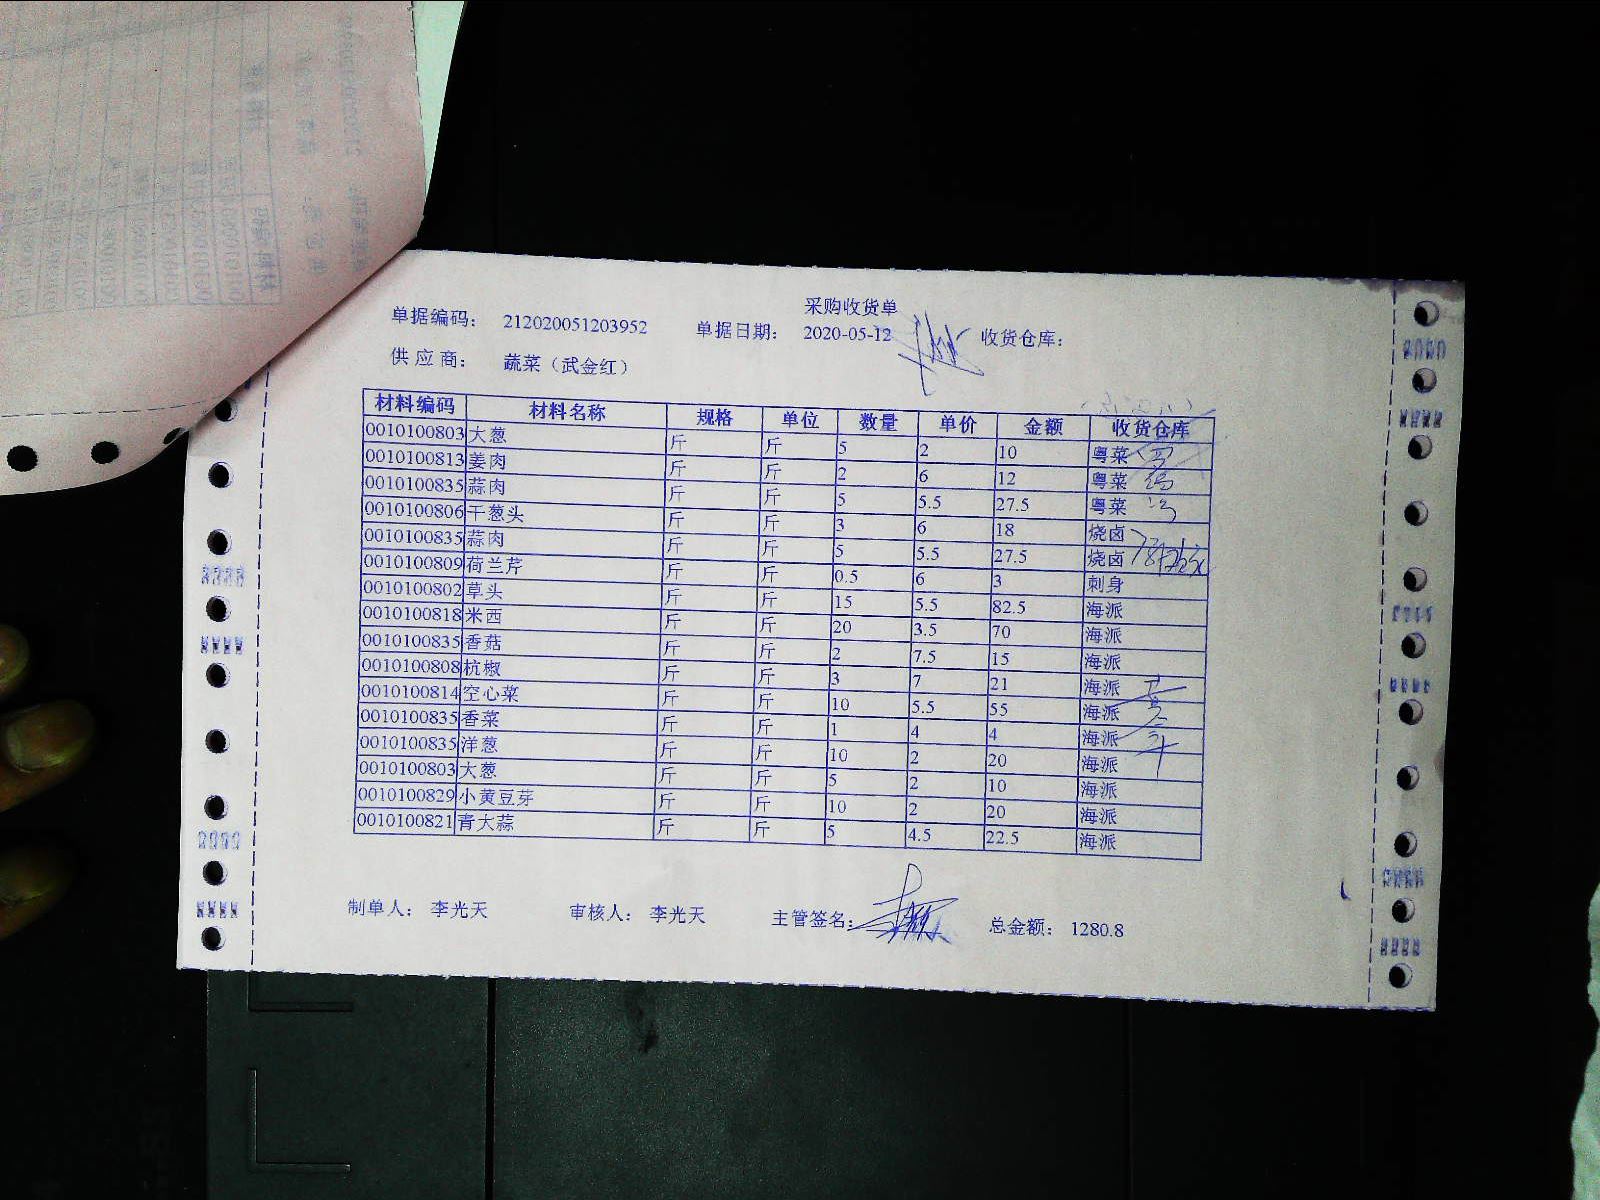 采购收货单
单据编码： 212020051203952 单据日期： 2020-05-12 收货仓库：
供应商： 蔬菜（武金红）
材料编码 材料名称 规格 单位 数量 单价 金额 收货仓库
0010100803 大葱 斤 斤 5 2 10 粤菜
0010100813 姜肉 斤 斤 2 6 12 粤菜
0010100835 蒜肉 斤 斤 5 5.5 27.5 粤菜
0010100806 干葱头 斤 斤 3 6 18 烧卤
0010100835 蒜肉 斤 斤 5 5.5 27.5 烧卤
0010100809 荷兰芹 斤 斤 0.5 6 3 刺身
0010100802 草头 斤 斤 15 5.5 82.5 海派
0010100818 米西 斤 斤 20 3.5 70 海派
0010100835 香菇 斤 斤 2 7.5 15 海派
0010100808 杭椒 斤 斤 3 7 21 海派
0010100814 空心菜 斤 斤 10 5.5 55 海派
0010100835 香菜 斤 斤 1 4 4 海派
0010100835 洋葱 斤 斤 10 2 20 海派
0010100803 大葱 斤 斤 5 2 10 海派
0010100829 小黄豆芽 斤 斤 10 2 20 海派
0010100821 青大蒜 斤 斤 5 4.5 22.5 海派
制单人： 李光天 审核人： 李光天 主管签名： 总金额： 1280.8